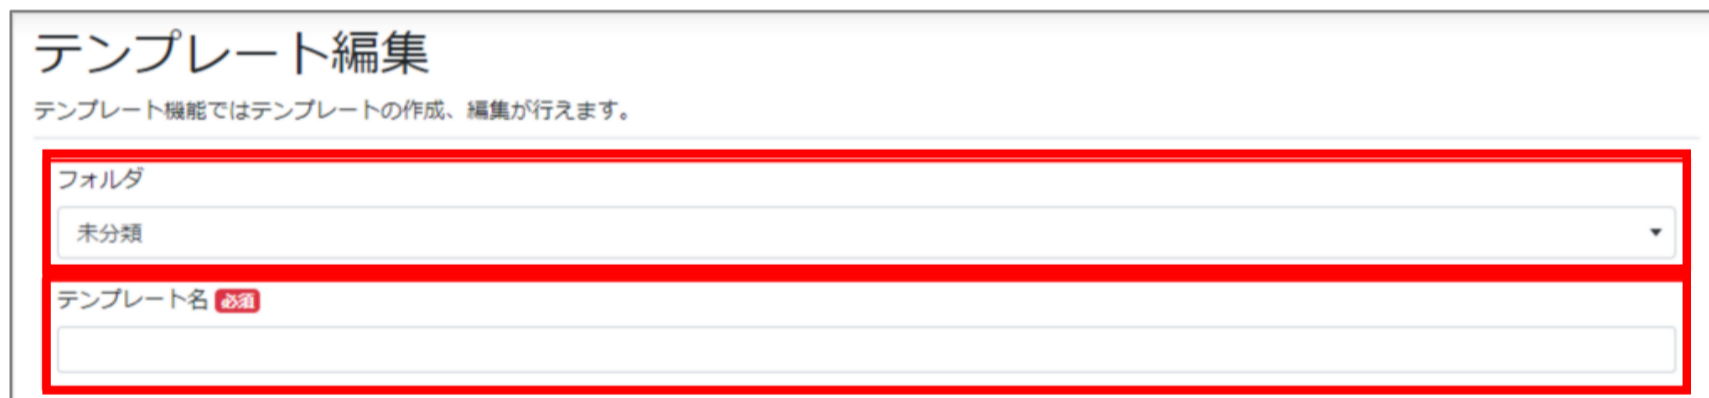 テンプレート編集
テンプレート機能ではテンプレートの作成、編集が行えます。
フォルダ
未分類
テンプレート名 必須